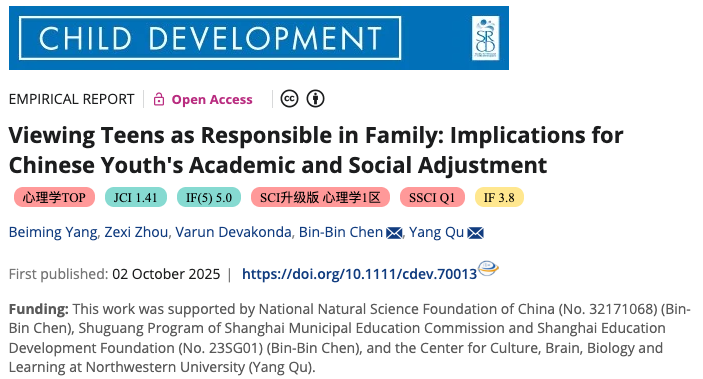 CHILD DEVELOPMENT
SRCD
EMPIRICAL REPORT
Open Access
cc
Viewing Teens as Responsible in Family: Implications for
Chinese Youth's Academic and Social Adjustment
心理学TOP JCI 1.41 IF(5) 5.0 SCI升级版 心理学1区 SSCI Q1 IF 3.8
Beiming Yang, Zexi Zhou, Varun Devakonda, Bin-Bin Chen, Yang Qu
First published: 02 October 2025 | https://doi.org/10.1111/cdev.70013
Funding: This work was supported by National Natural Science Foundation of China (No. 32171068) (Bin-
Bin Chen), Shuguang Program of Shanghai Municipal Education Commission and Shanghai Education
Development Foundation (No. 23SG01) (Bin-Bin Chen), and the Center for Culture, Brain, Biology and
Learning at Northwestern University (Yang Qu).